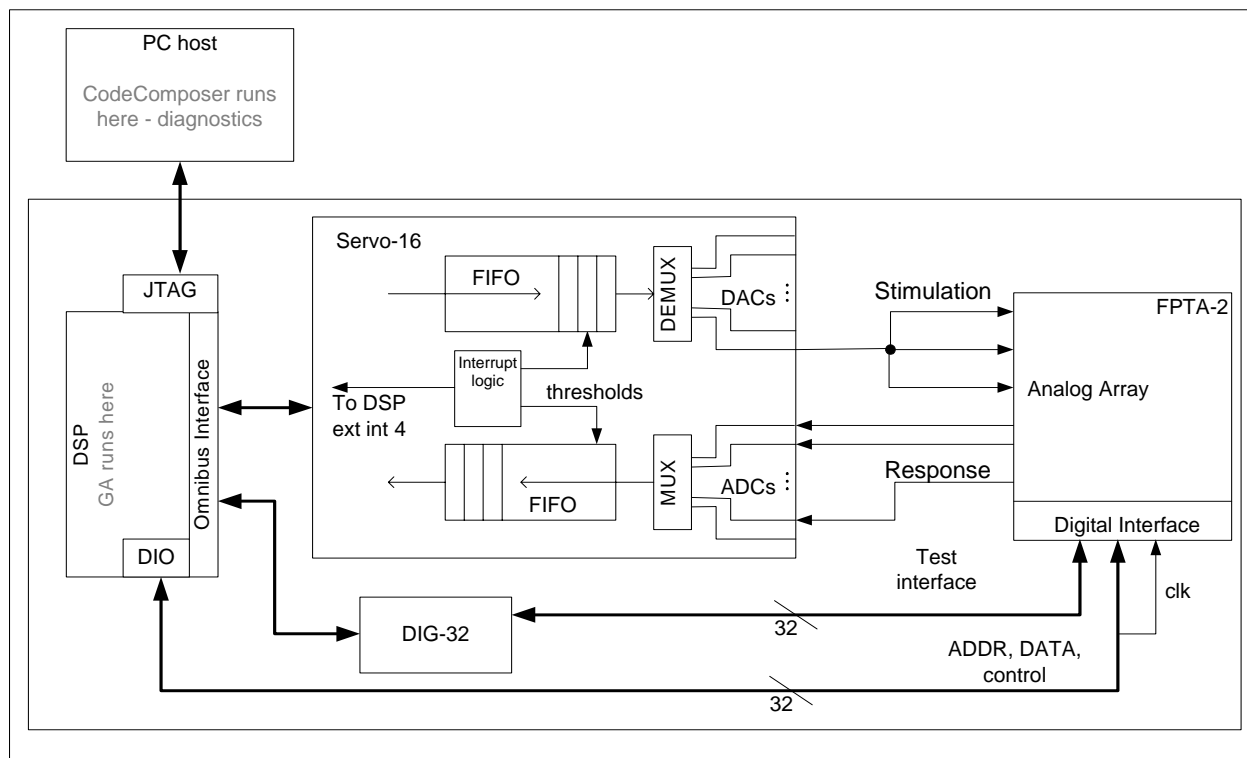 PC host
CodeComposer runs
here - diagnostics
JTAG
DSP
GA runs here
Omnibus Interface
DIO
Servo-16
FIFO
DEMUX
DACs
Interrupt
logic
thresholds
To DSP
ext int 4
FIFO
MUX
ADCs
Stimulation
Response
FPTA-2
Analog Array
Digital Interface
Test
interface
clk
DIG-32
32
ADDR, DATA,
control
32